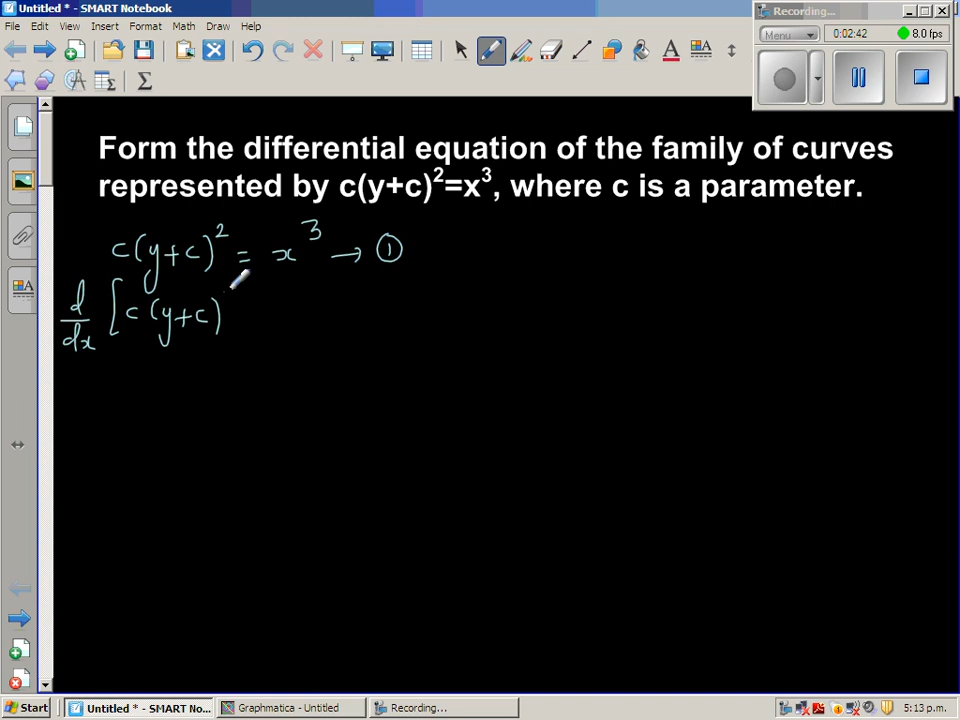 Untitled * - SMART Notebook
File Edit View Insert Format Math Draw Help
Recording...
Menu 0:02:42 8.0 fps
Form the differential equation of the family of curves
represented by c(y+c)²=x³, where c is a parameter.
c(y+c)² = x³ → ①
d/dx [c(y+c)
Start Untitled * - SMART No... Graphmatica - Untitled Recording... 5:13 p.m.